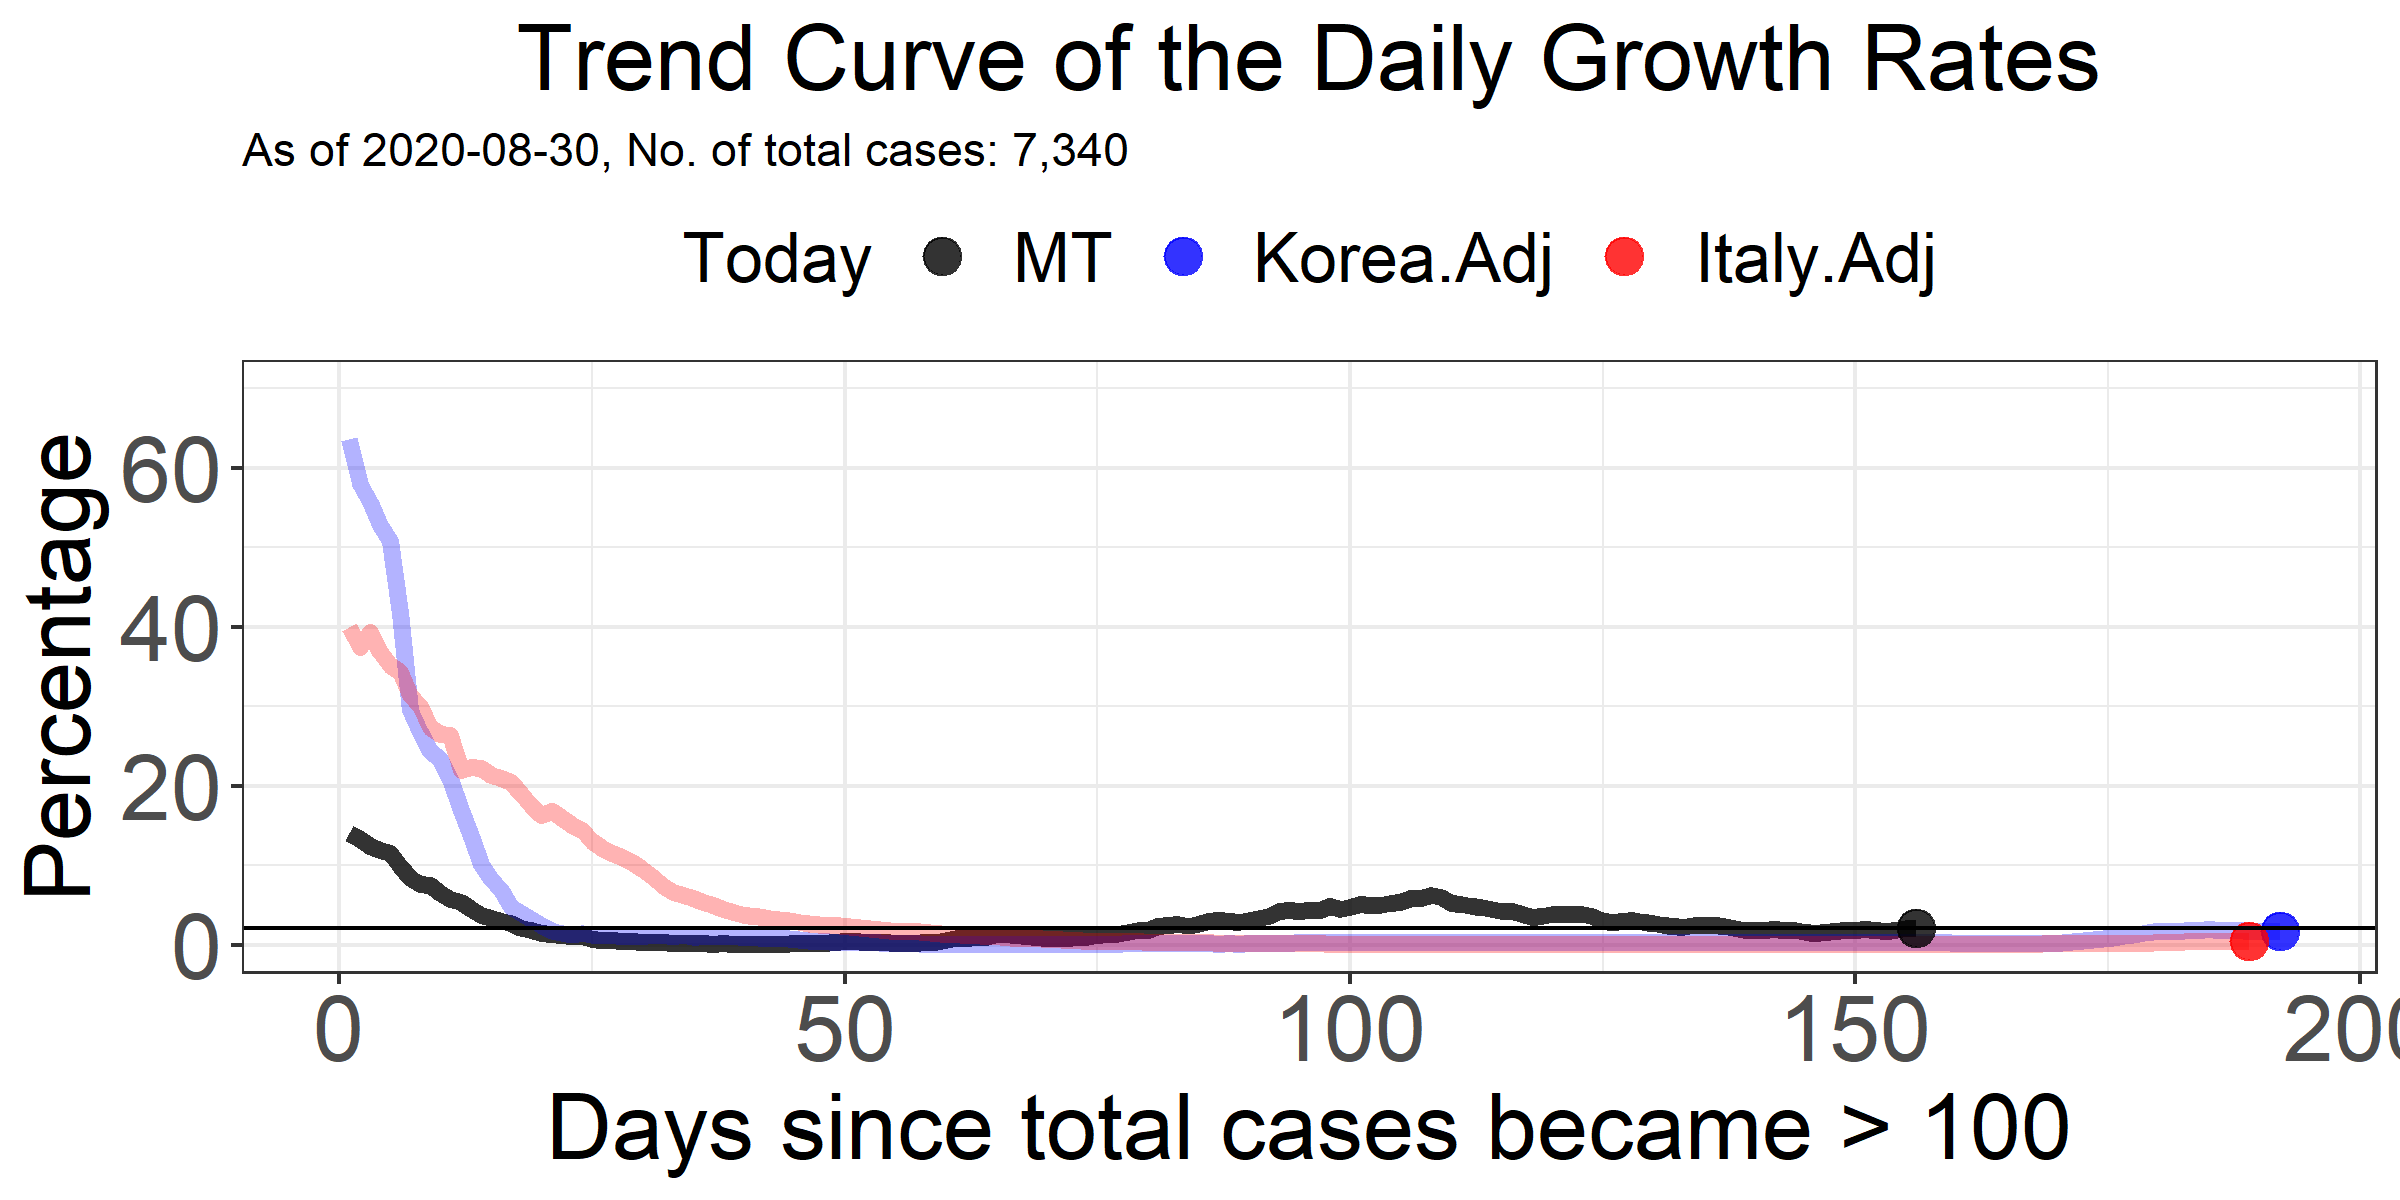 Trend Curve of the Daily Growth Rates
As of 2020-08-30, No. of total cases: 7,340
Today MT Korea.Adj Italy.Adj
Percentage
60
40
20
0
0 50 100 150 200
Days since total cases became > 100